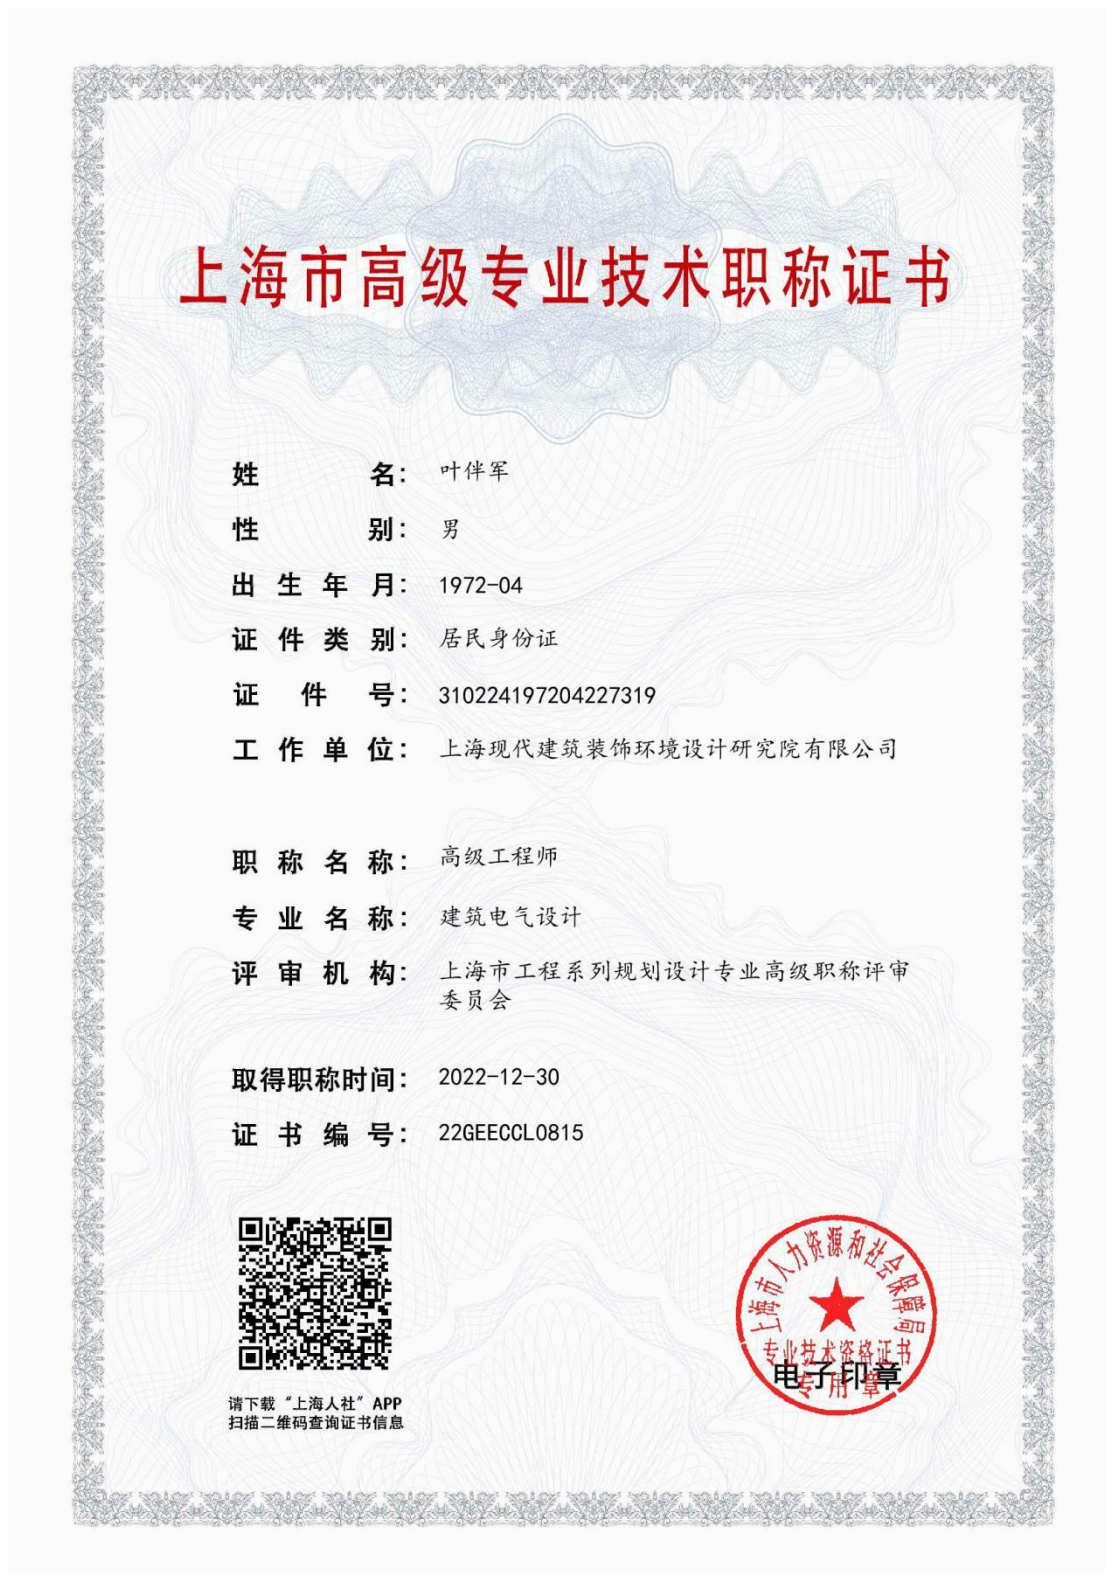 上海市高级专业技术职称证书
姓名： 叶伴军
性别： 男
出生年月： 1972-04
证件类别： 居民身份证
证件号： 310224197204227319
工作单位： 上海现代建筑装饰环境设计研究院有限公司
职称名称： 高级工程师
专业名称： 建筑电气设计
评审机构： 上海市工程系列规划设计专业高级职称评审
委员会
取得职称时间： 2022-12-30
证书编号： 22GEECCL0815
请下载“上海人社”APP
扫描二维码查询证书信息
上海市人力资源和社会保障局
专业技术资格证书
专用章
电子印章